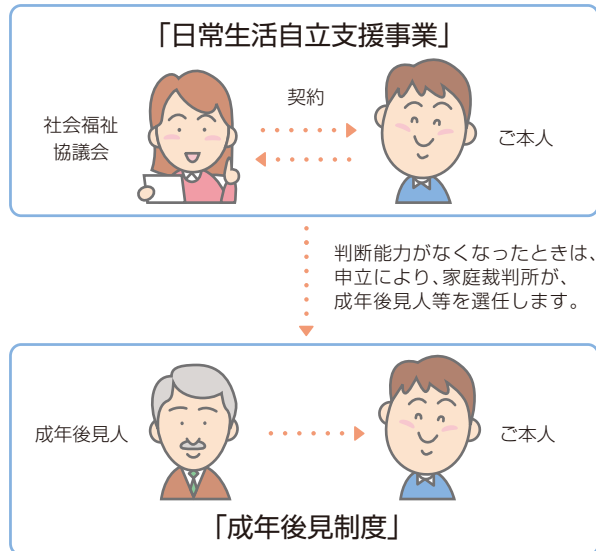 「日常生活自立支援事業」
契約
社会福祉
協議会
ご本人
判断能力がなくなったときは、
申立により、家庭裁判所が、
成年後見人等を選任します。
成年後見人
ご本人
「成年後見制度」